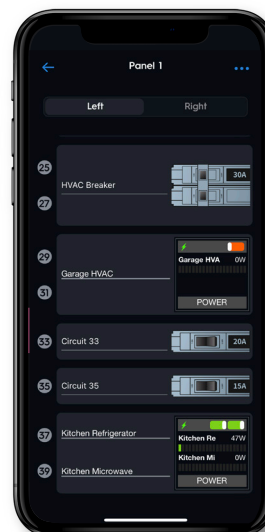 Panel 1
Left Right
25
HVAC Breaker 30A
27
29
Garage HVA 0W
Garage HVAC
31
POWER
33 Circuit 33 20A
35 Circuit 35 15A
37 Kitchen Refrigerator
Kitchen Re 47W
Kitchen Mi 0W
39 Kitchen Microwave
POWER